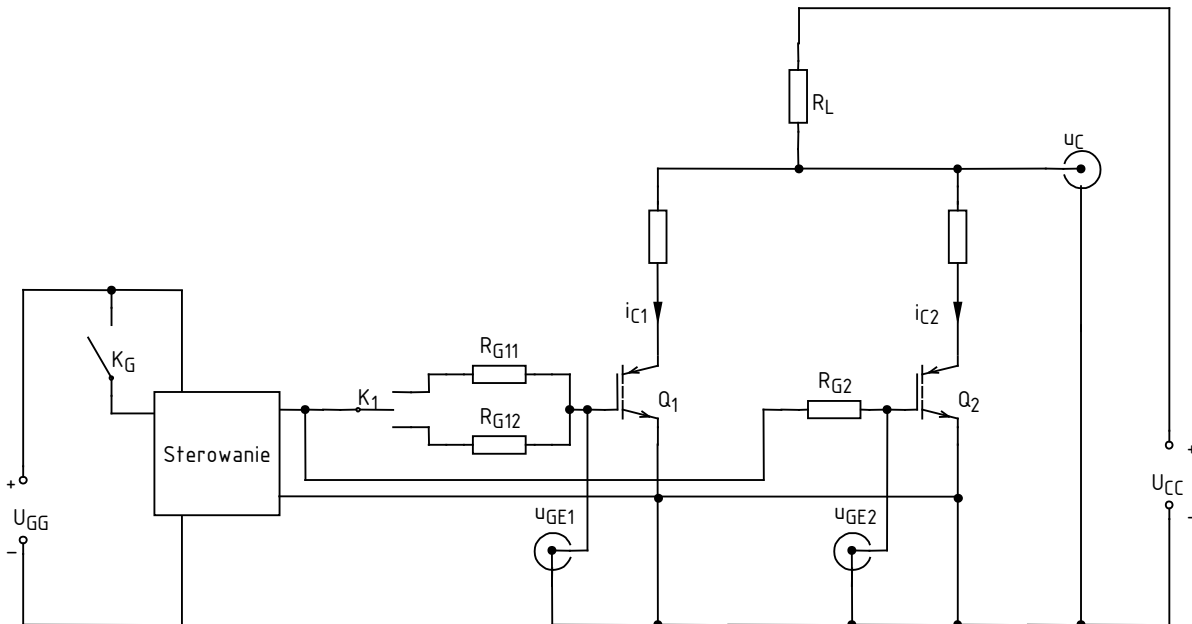 R_L
u_C
i_C1
i_C2
K_G
R_G11
K_1
R_G12
Q_1
R_G2
Q_2
Sterowanie
+
U_GG
-
u_GE1
u_GE2
+
U_CC
-